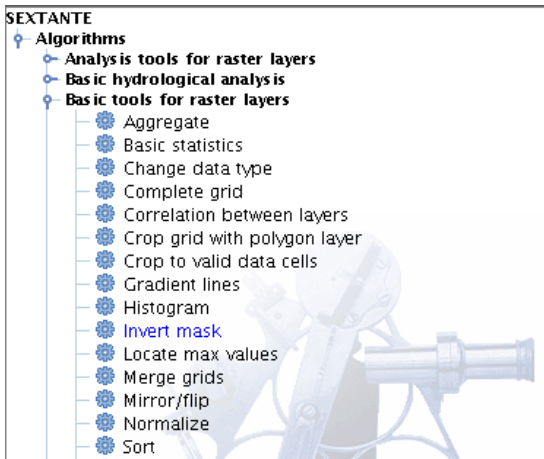 SEXTANTE
Algorithms
Analysis tools for raster layers
Basic hydrological analysis
Basic tools for raster layers
Aggregate
Basic statistics
Change data type
Complete grid
Correlation between layers
Crop grid with polygon layer
Crop to valid data cells
Gradient lines
Histogram
Invert mask
Locate max values
Merge grids
Mirror/flip
Normalize
Sort